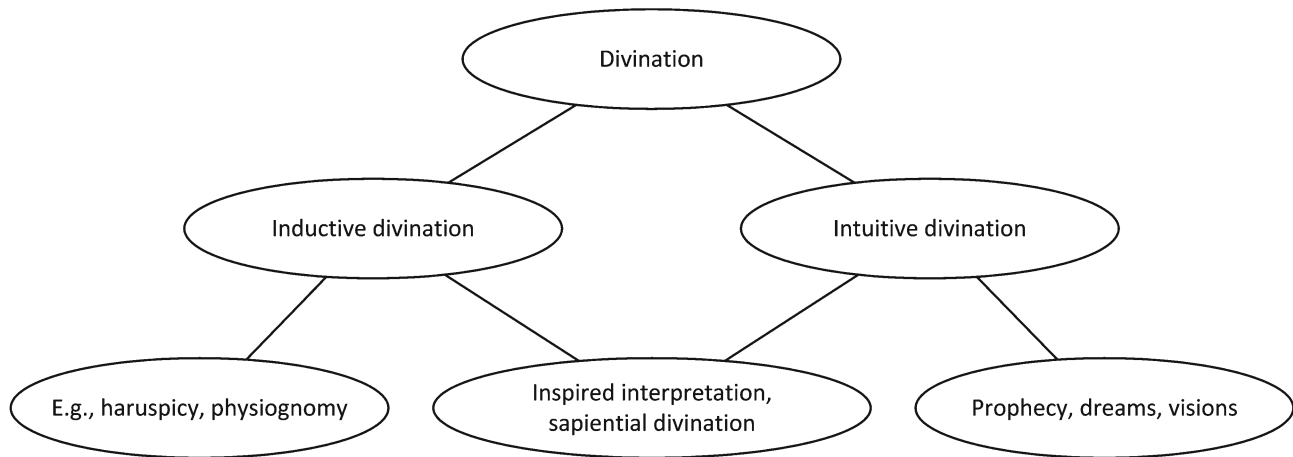 Divination
Inductive divination
Intuitive divination
E.g., haruspicy, physiognomy
Inspired interpretation,
sapiential divination
Prophecy, dreams, visions